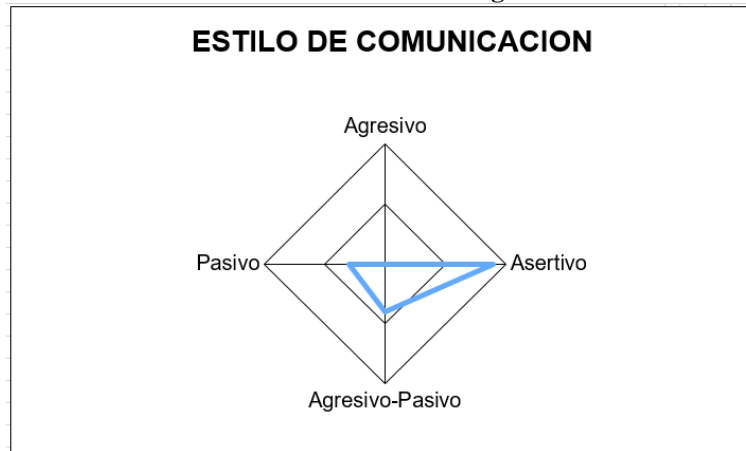 ESTILO DE COMUNICACION
Agresivo
Pasivo
Asertivo
Agresivo-Pasivo